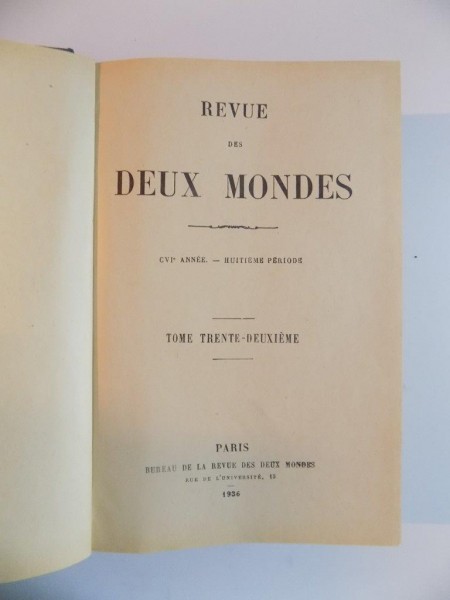 REVUE
DES
DEUX MONDES
CVIe ANNÉE. — HUITIÈME PÉRIODE
TOME TRENTE-DEUXIÈME
PARIS
BUREAU DE LA REVUE DES DEUX MONDES
RUE DE L'UNIVERSITÉ, 15
1936